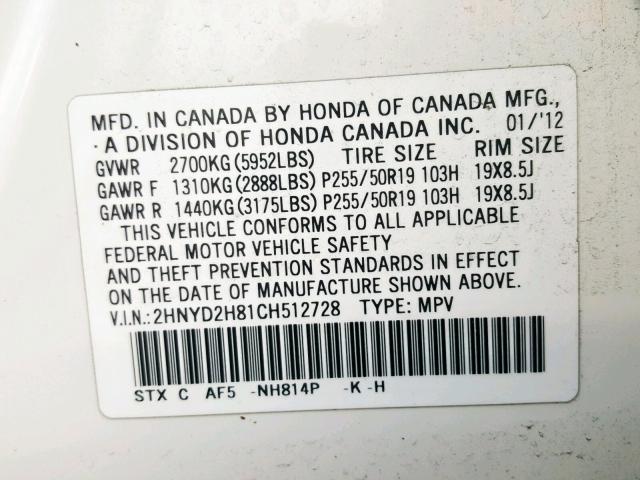 MFD. IN CANADA BY HONDA OF CANADA MFG.,
A DIVISION OF HONDA CANADA INC. 01/'12
GVWR 2700KG(5952LBS) TIRE SIZE RIM SIZE
GAWR F 1310KG(2888LBS) P255/50R19 103H 19X8.5J
GAWR R 1440KG(3175LBS) P255/50R19 103H 19X8.5J
THIS VEHICLE CONFORMS TO ALL APPLICABLE
FEDERAL MOTOR VEHICLE SAFETY
AND THEFT PREVENTION STANDARDS IN EFFECT
ON THE DATE OF MANUFACTURE SHOWN ABOVE.
V.I.N.:2HNYD2H81CH512728 TYPE: MPV
STX C AF5 -NH814P -K -H